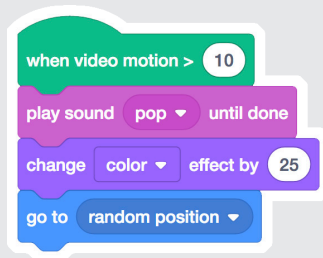 when video motion > 10
play sound pop until done
change color effect by 25
go to random position